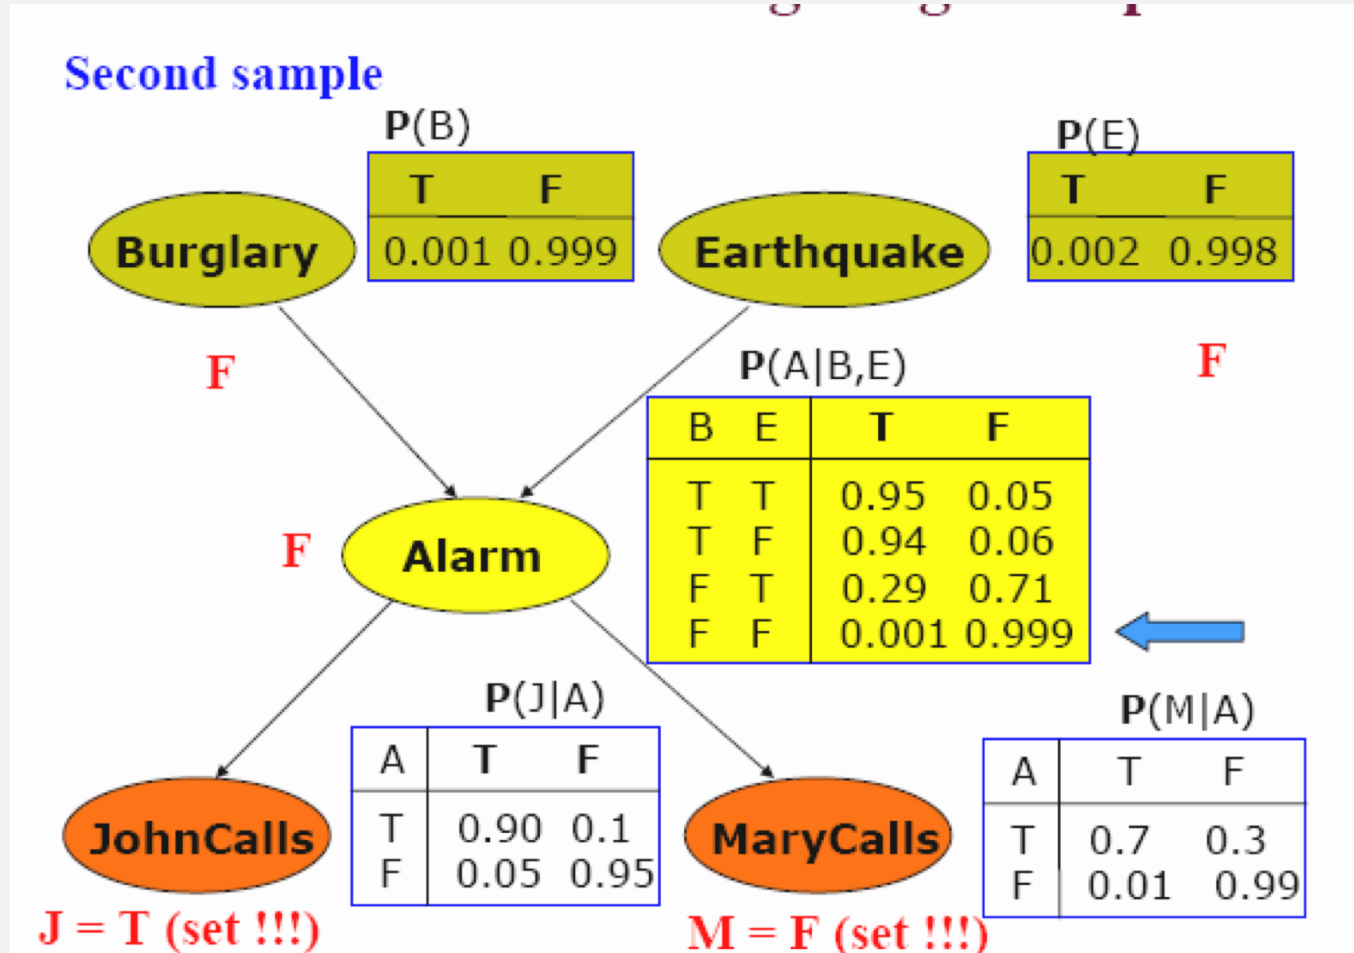 Second sample
P(B)
T F
0.001 0.999
Burglary
P(E)
T F
0.002 0.998
Earthquake
F
F
P(A|B,E)
B E T F
T T 0.95 0.05
T F 0.94 0.06
F T 0.29 0.71
F F 0.001 0.999
F
Alarm
P(J|A)
A T F
T 0.90 0.1
F 0.05 0.95
JohnCalls
J = T (set !!!)
P(M|A)
A T F
T 0.7 0.3
F 0.01 0.99
MaryCalls
M = F (set !!!)